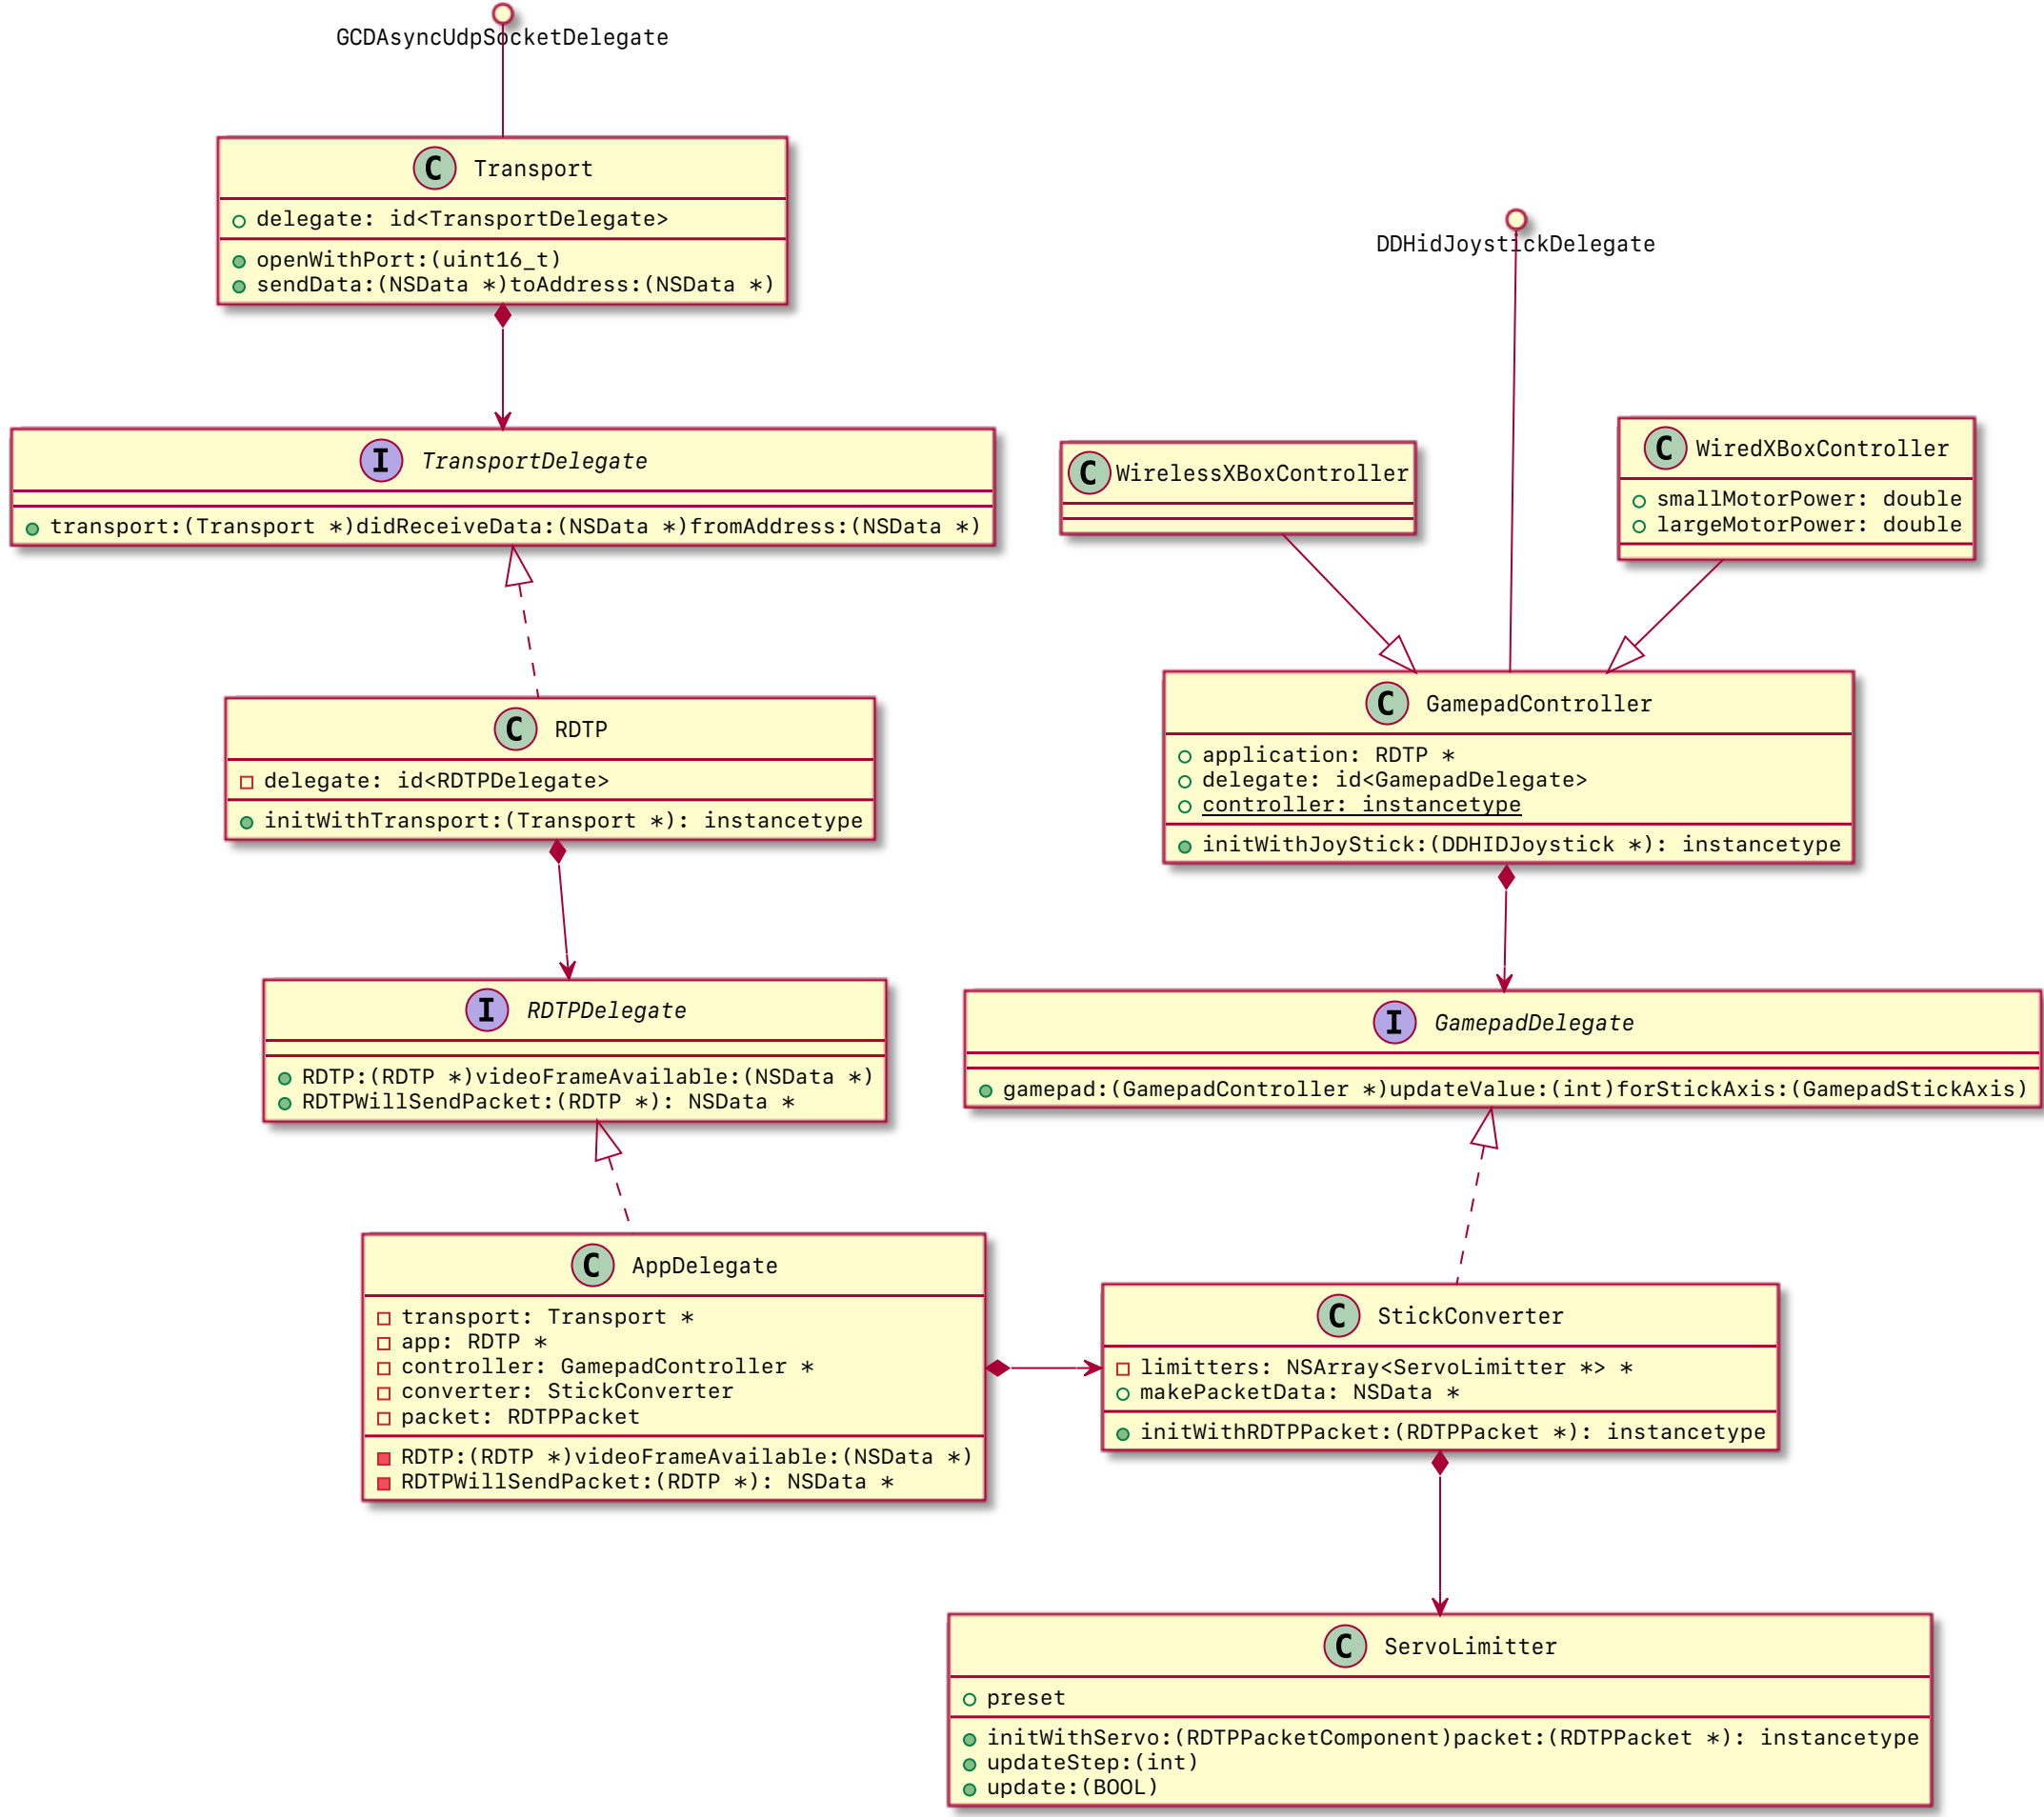 GCDAsyncUdpSocketDelegate
C Transport
delegate: id<TransportDelegate>
openWithPort:(uint16_t)
sendData:(NSData *)toAddress:(NSData *)
I TransportDelegate
transport:(Transport *)didReceiveData:(NSData *)fromAddress:(NSData *)
C RDTP
delegate: id<RDTPDelegate>
initWithTransport:(Transport *): instancetype
I RDTPDelegate
RDTP:(RDTP *)videoFrameAvailable:(NSData *)
RDTPWillSendPacket:(RDTP *): NSData *
C AppDelegate
transport: Transport *
app: RDTP *
controller: GamepadController *
converter: StickConverter
packet: RDTPPacket
RDTP:(RDTP *)videoFrameAvailable:(NSData *)
RDTPWillSendPacket:(RDTP *): NSData *
DDHidJoystickDelegate
C WirelessXBoxController
C WiredXBoxController
smallMotorPower: double
largeMotorPower: double
C GamepadController
application: RDTP *
delegate: id<GamepadDelegate>
controller: instancetype
initWithJoyStick:(DDHIDJoystick *): instancetype
I GamepadDelegate
gamepad:(GamepadController *)updateValue:(int)forStickAxis:(GamepadStickAxis)
C StickConverter
limitters: NSArray<ServoLimitter *> *
makePacketData: NSData *
initWithRDTPPacket:(RDTPPacket *): instancetype
C ServoLimitter
preset
initWithServo:(RDTPPacketComponent)packet:(RDTPPacket *): instancetype
updateStep:(int)
update:(BOOL)